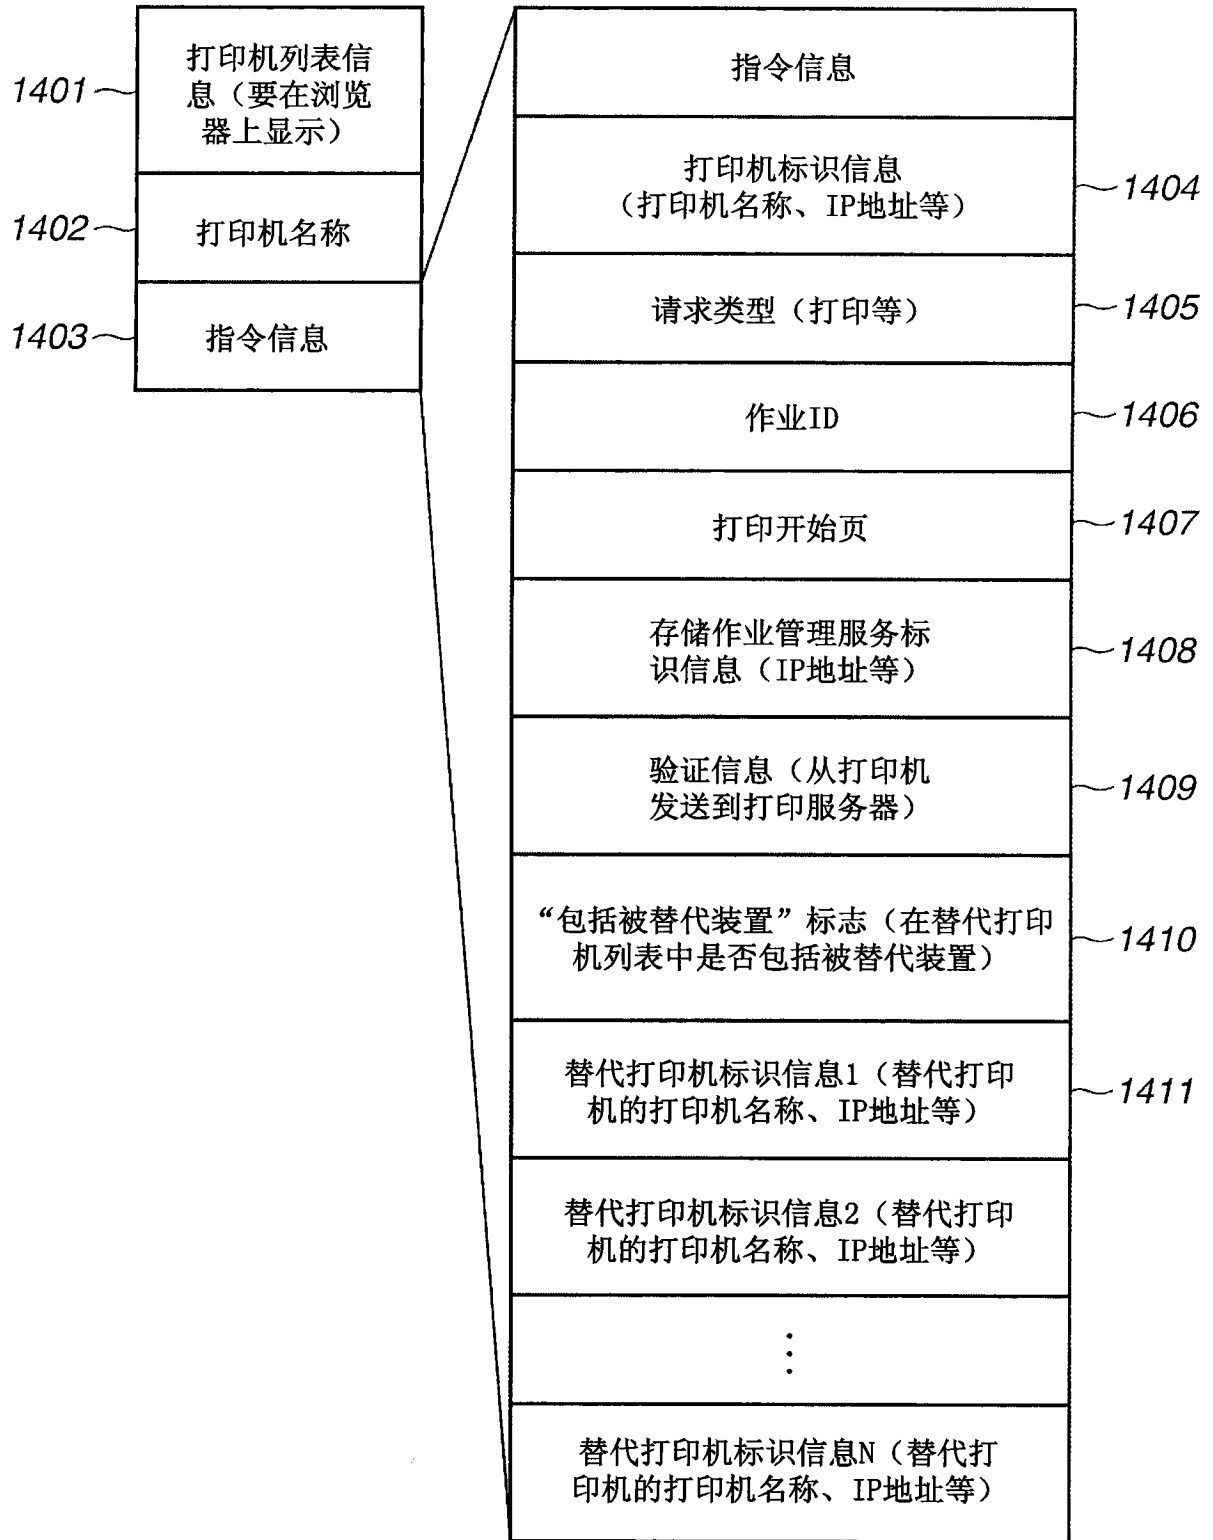 1401
打印机列表信
息（要在浏览
器上显示）
1402
打印机名称
1403
指令信息
指令信息
打印机标识信息
（打印机名称、IP地址等）
1404
请求类型（打印等）
1405
作业ID
1406
打印开始页
1407
存储作业管理服务标
识信息（IP地址等）
1408
验证信息（从打印机
发送到打印服务器）
1409
“包括被替代装置”标志（在替代打印
机列表中是否包括被替代装置）
1410
替代打印机标识信息1（替代打印
机的打印机名称、IP地址等）
1411
替代打印机标识信息2（替代打印
机的打印机名称、IP地址等）
⋮
替代打印机标识信息N（替代打
印机的打印机名称、IP地址等）